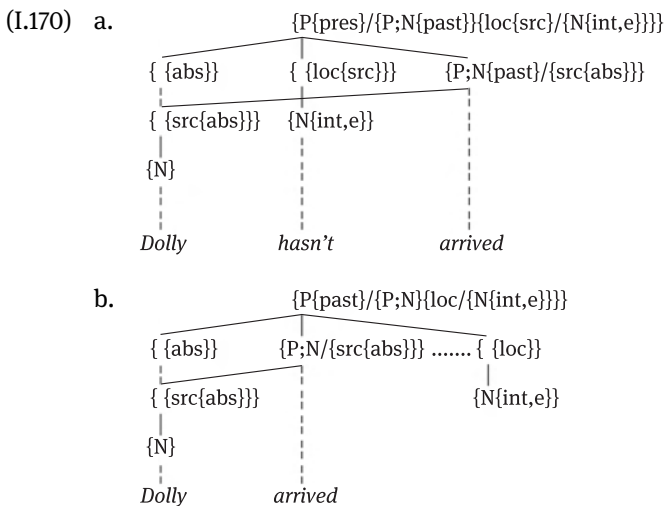 (I.170) a. {P{pres}/{P;N{past}}{loc{src}/{N{int,e}}}}
{ {abs}} { {loc{src}}} {P;N{past}/{src{abs}}}
{ {src{abs}}} {N{int,e}}
{N}
Dolly hasn't arrived
b. {P{past}/{P;N}{loc/{N{int,e}}}}
{ {abs}} {P;N/{src{abs}}} ....... { {loc}}
{ {src{abs}}} {N{int,e}}
{N}
Dolly arrived